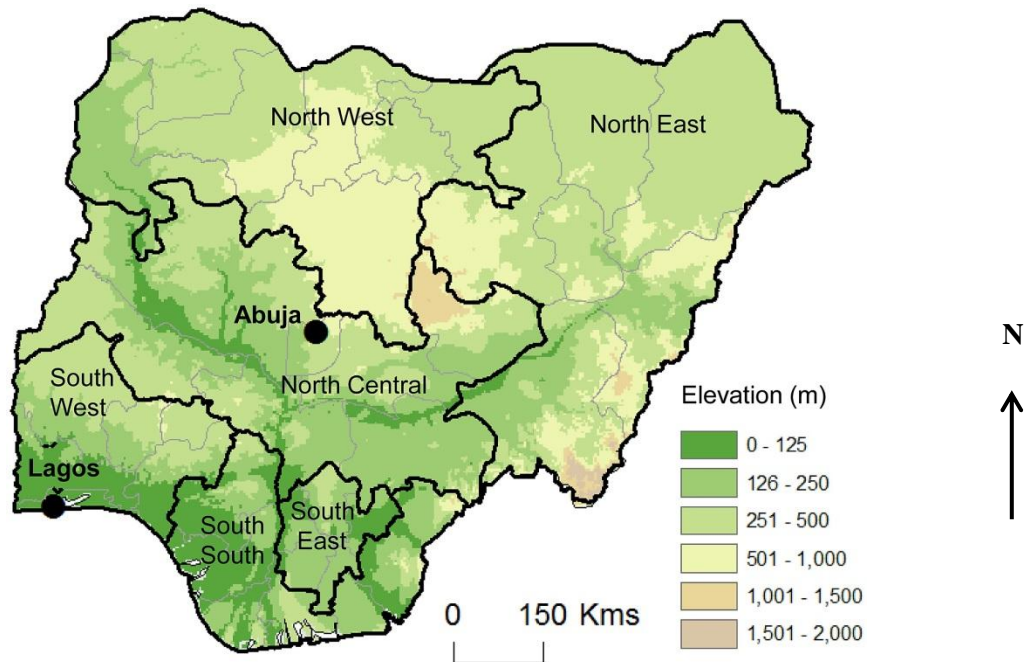 North West
North East
Abuja
North Central
South
West
Lagos
South
South
South
East
N
Elevation (m)
0 - 125
126 - 250
251 - 500
501 - 1,000
1,001 - 1,500
1,501 - 2,000
0 150 Kms